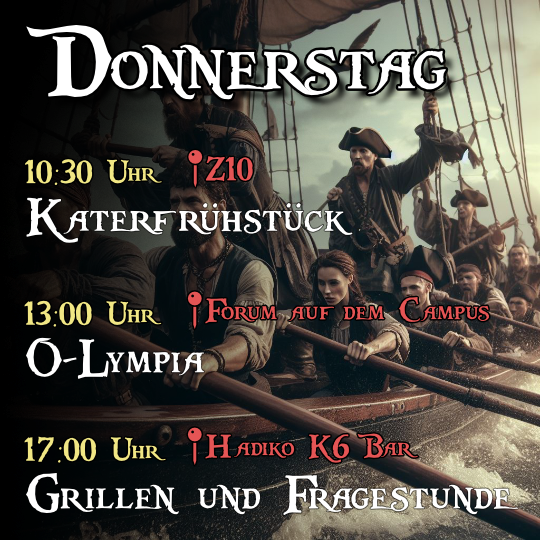 Donnerstag
10:30 Uhr Z10
Katerfrühstück
13:00 Uhr Forum auf dem Campus
O-Lympia
17:00 Uhr Hadiko K6 Bar
Grillen und Fragestunde